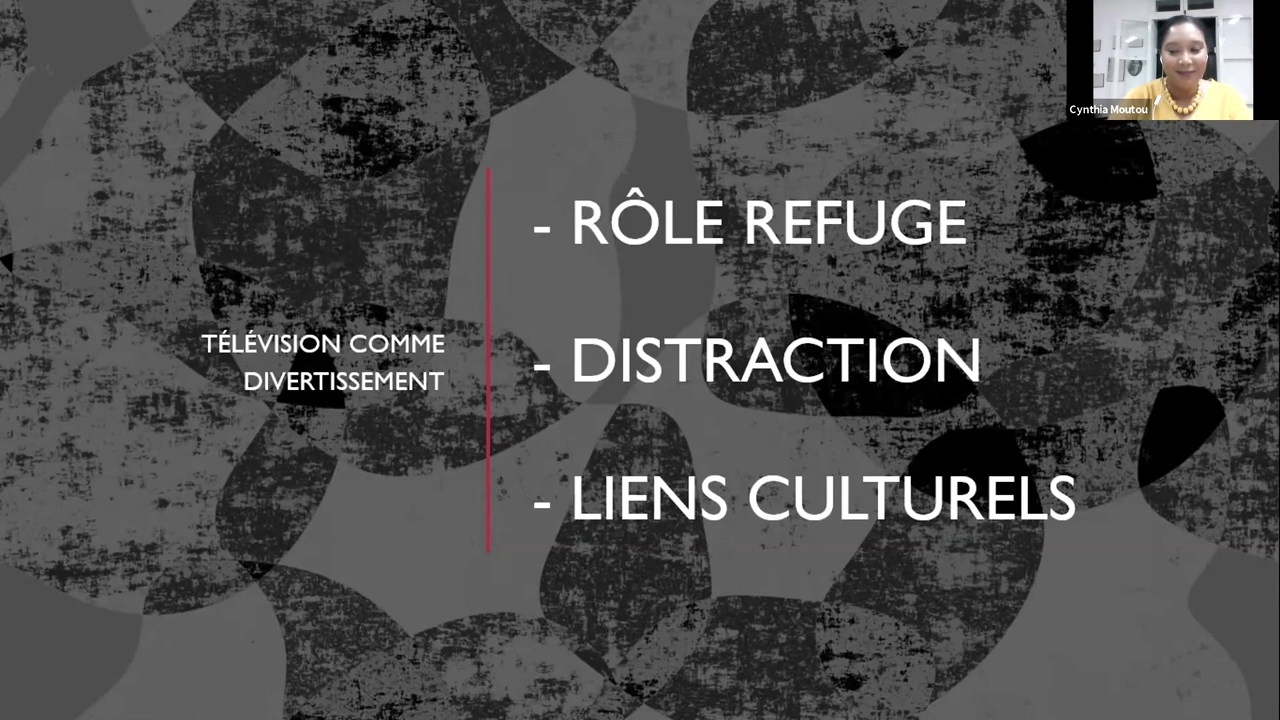 Cynthia Moutou
TÉLÉVISION COMME
DIVERTISSEMENT
- RÔLE REFUGE
- DISTRACTION
- LIENS CULTURELS